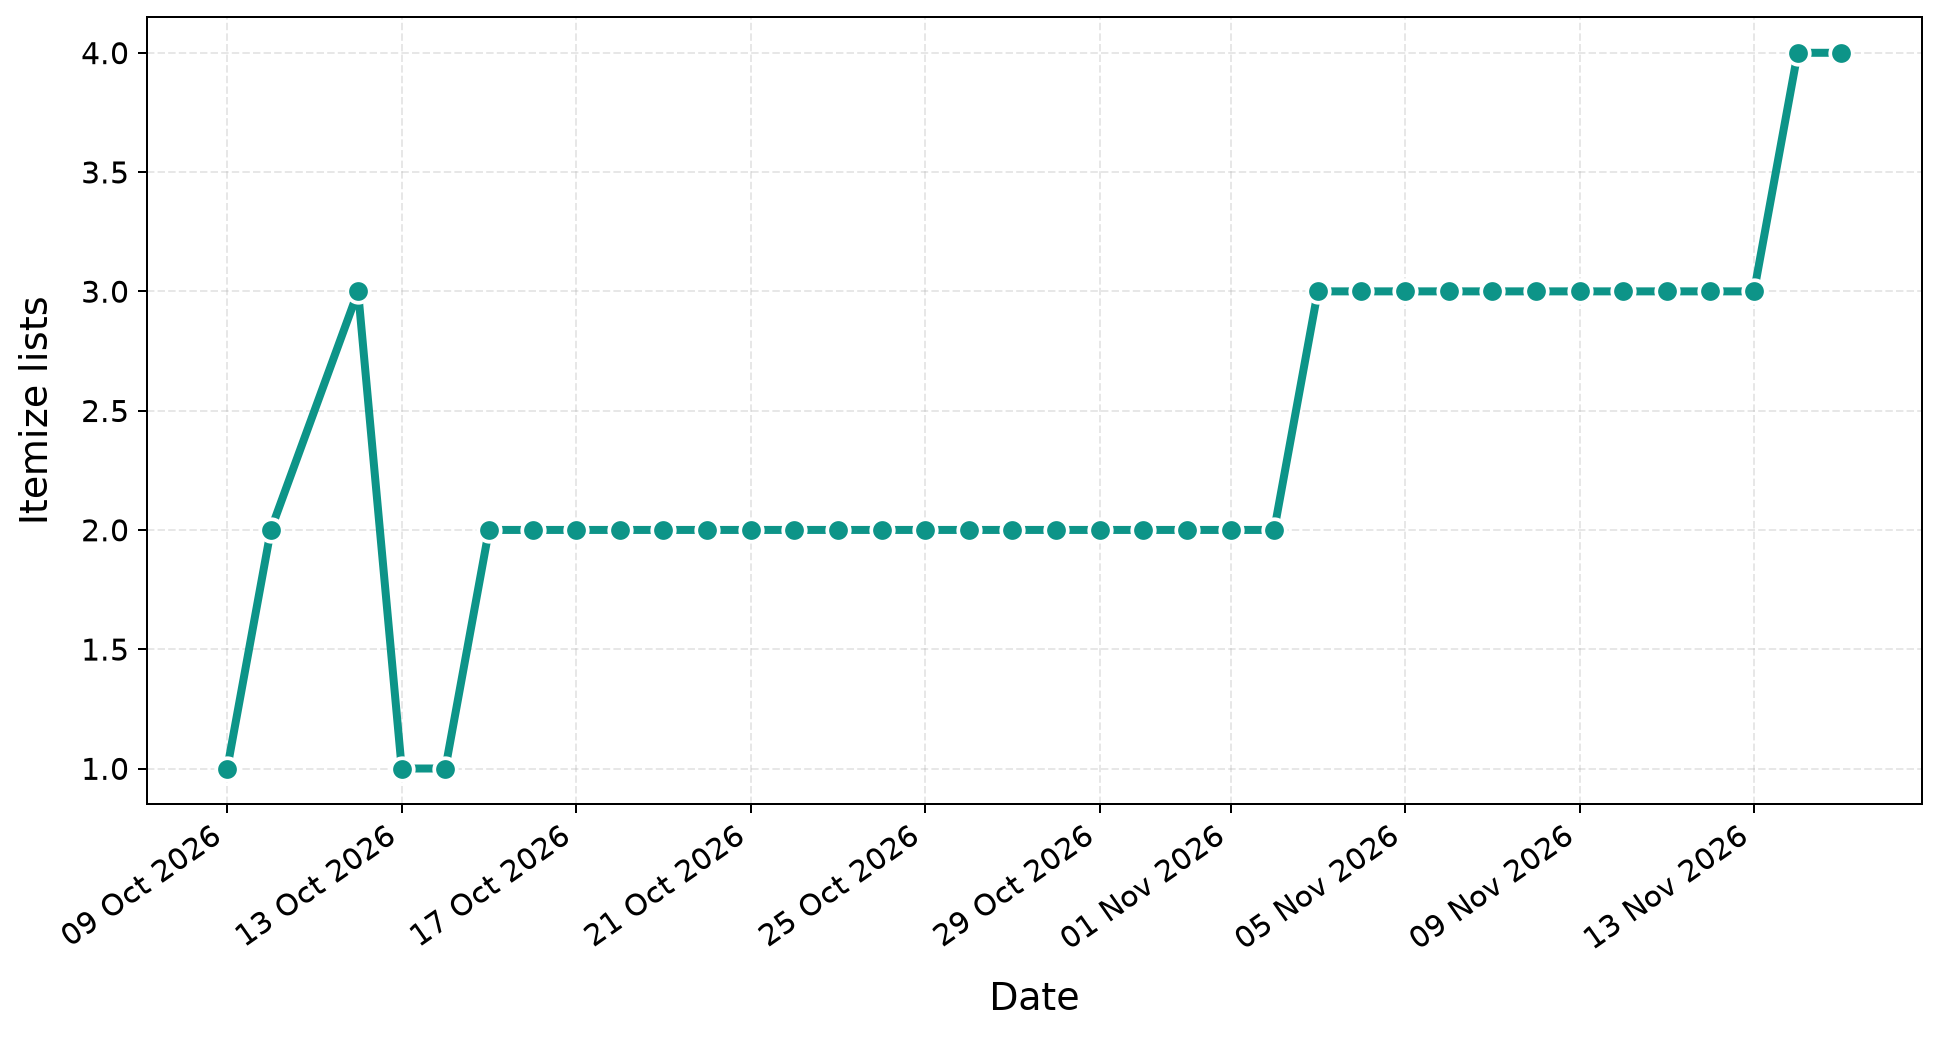 4.0
3.5
3.0
2.5
2.0
1.5
1.0
Itemize lists
09 Oct 2026
13 Oct 2026
17 Oct 2026
21 Oct 2026
25 Oct 2026
29 Oct 2026
01 Nov 2026
05 Nov 2026
09 Nov 2026
13 Nov 2026
Date